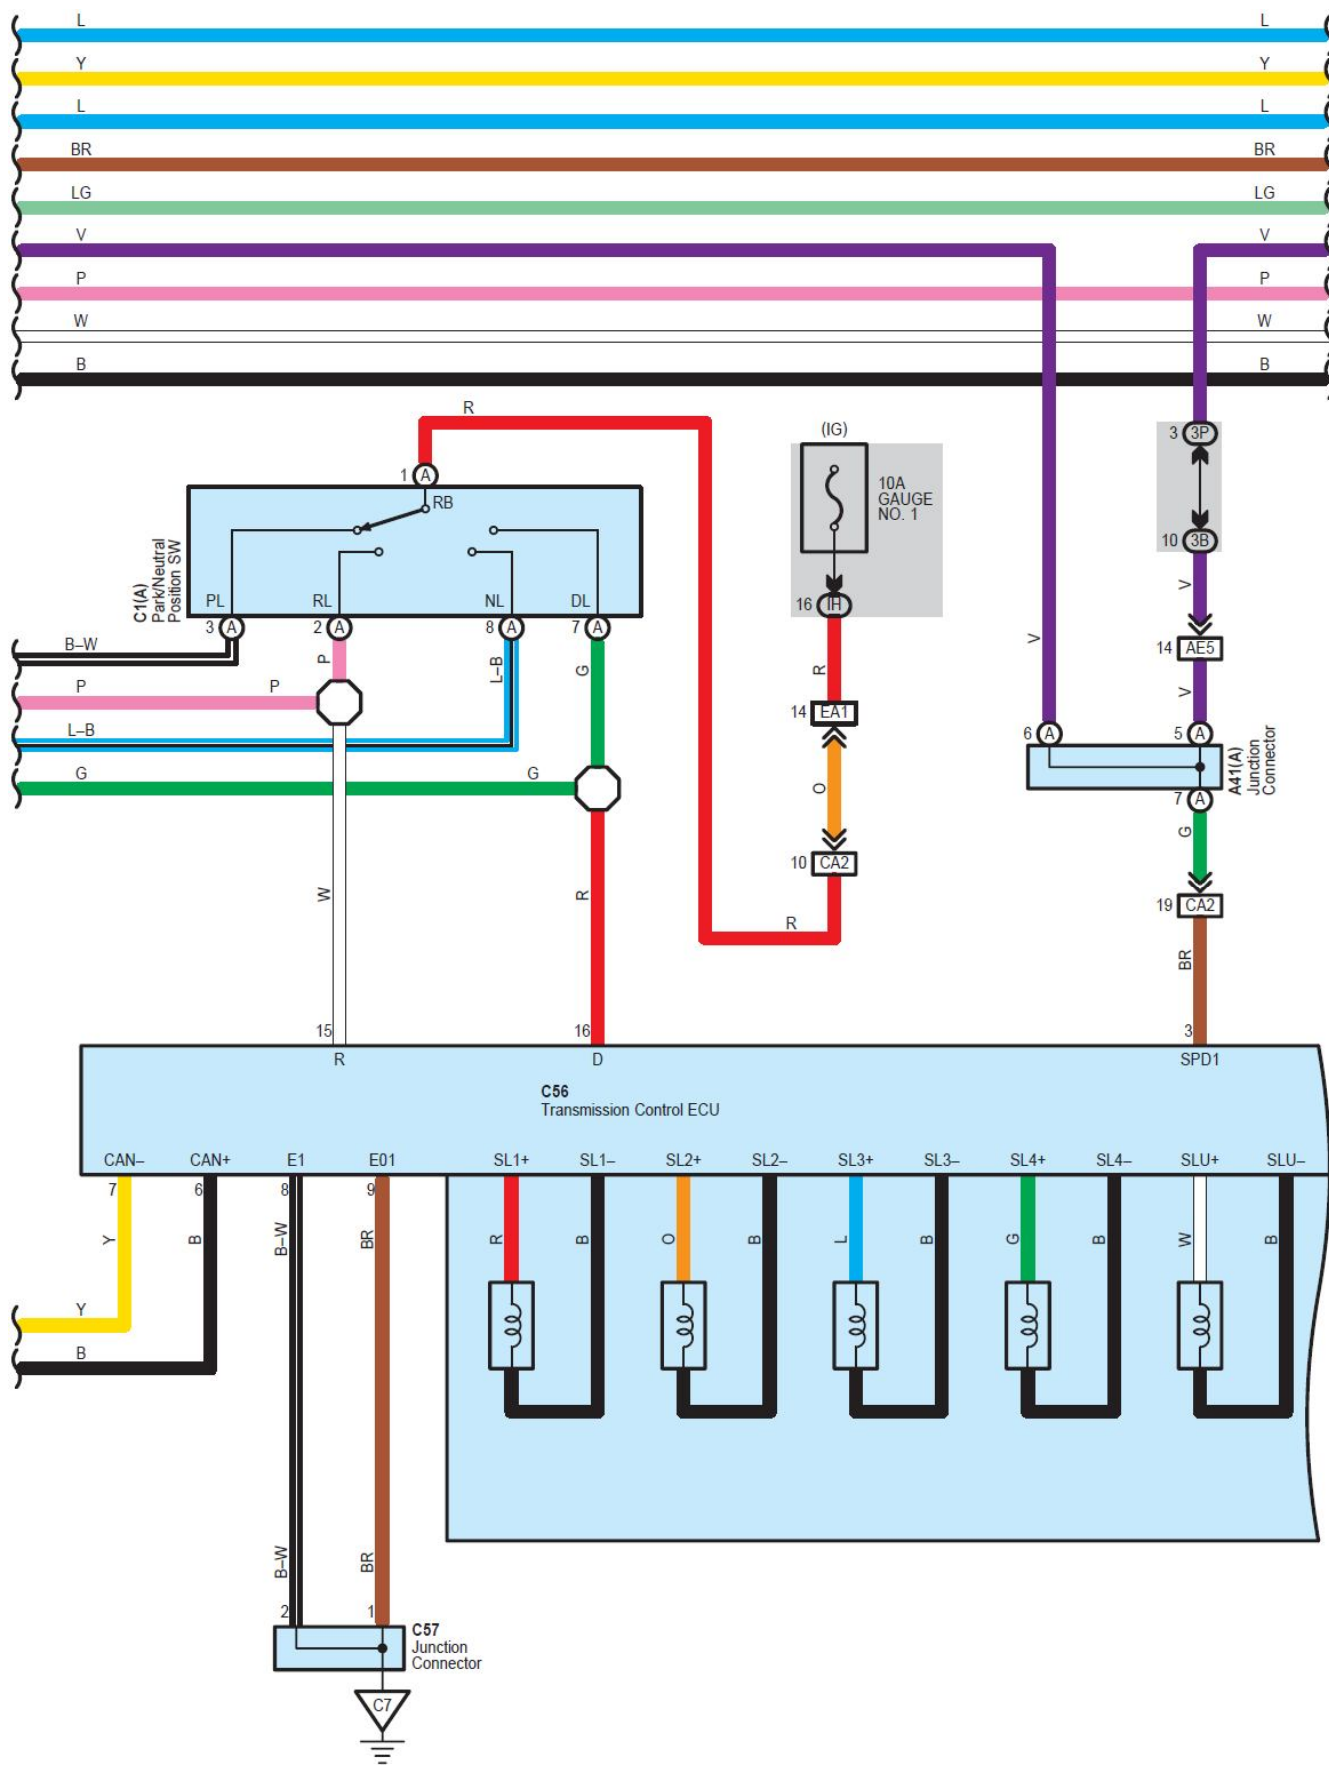 L L
Y Y
L L
BR BR
LG LG
V V
P P
W W
B B
R
(IG)
10A
GAUGE
NO. 1
1 A
RB
3 3P
10 3B
C1(A)
Park/Neutral
Position SW
PL RL NL DL
3 A 2 A 8 A 7 A
16 IH
B–W
P
L–B
G
R
V
V
14 AE5
V
P P
14 EA1
L–B
6 A 5 A
A41(A)
Junction
Connector
G G
O
7 A
G
10 CA2
W
R
R
19 CA2
BR
15 16 3
R D SPD1
C56
Transmission Control ECU
CAN– CAN+ E1 E01 SL1+ SL1– SL2+ SL2– SL3+ SL3– SL4+ SL4– SLU+ SLU–
7 6 8 9
Y B B–W BR R B O B L B G B W B
Y
B
B–W BR
2 1
C57
Junction
Connector
C7